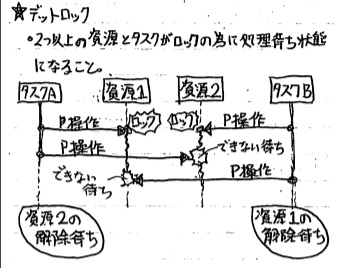 ☆デットロック
・2つ以上の資源とタスクがロックの為に処理待ち状態
になること。
タスクA 資源1 資源2 タスクB
P操作 ロック ロック P操作
P操作 できない
待ち
できない P操作
待ち
資源2の
解除待ち
資源1の
解除待ち